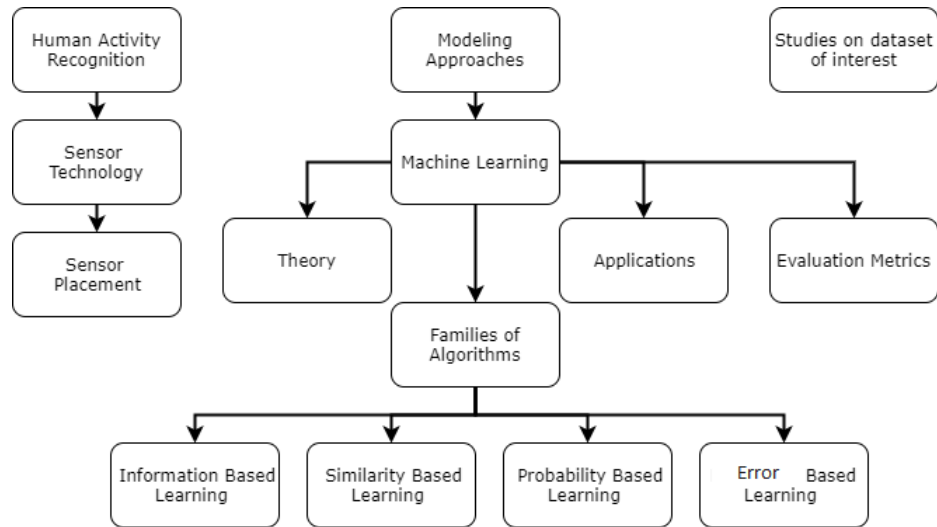 Human Activity
Recognition
Modeling
Approaches
Studies on dataset
of interest
Sensor
Technology
Machine Learning
Sensor
Placement
Theory
Applications
Evaluation Metrics
Families of
Algorithms
Information Based
Learning
Similarity Based
Learning
Probability Based
Learning
Error Based
Learning